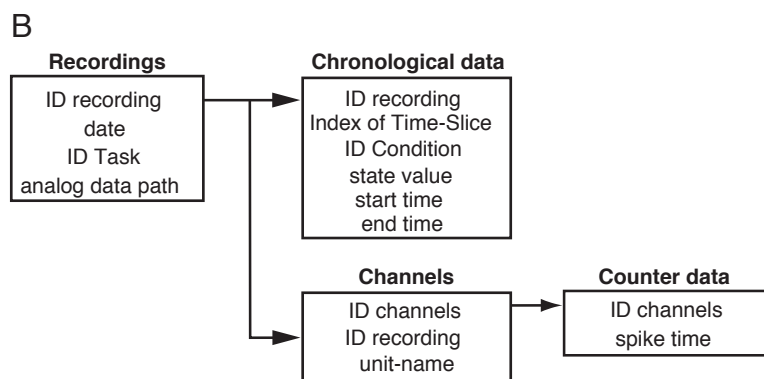 B
Recordings
ID recording
date
ID Task
analog data path
Chronological data
ID recording
Index of Time-Slice
ID Condition
state value
start time
end time
Channels
ID channels
ID recording
unit-name
Counter data
ID channels
spike time